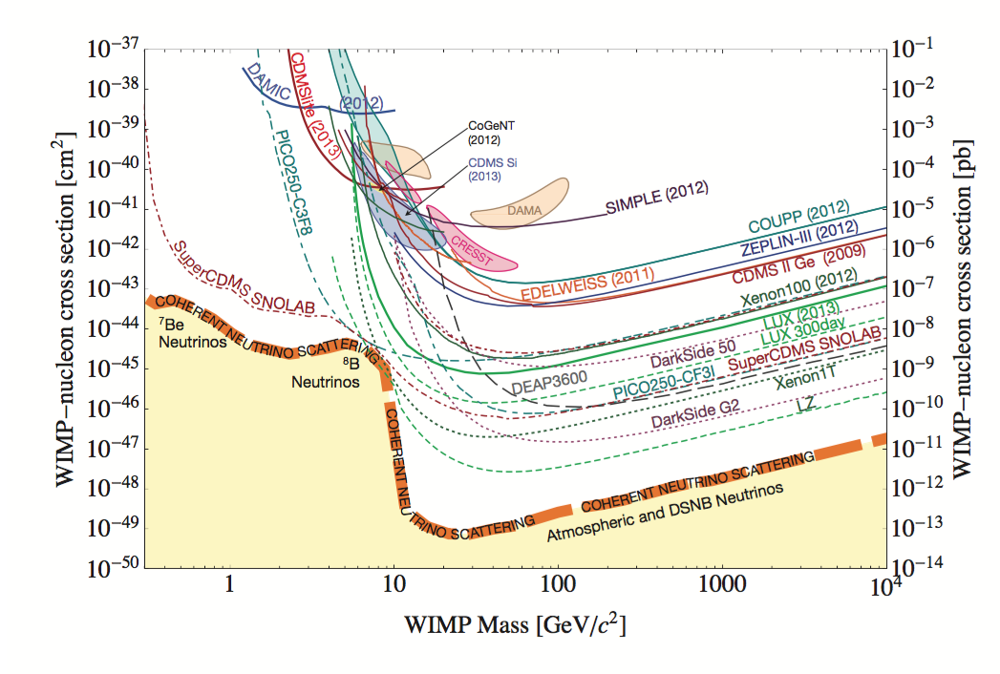 10−37
10−38
10−39
10−40
10−41
10−42
10−43
10−44
10−45
10−46
10−47
10−48
10−49
10−50
WIMP−nucleon cross section [cm2]
10−1
10−2
10−3
10−4
10−5
10−6
10−7
10−8
10−9
10−10
10−11
10−12
10−13
10−14
WIMP−nucleon cross section [pb]
DAMIC (2012)
CDMSlite (2013)
PICO250-C3F8
CoGeNT
(2012)
CDMS Si
(2013)
DAMA
SIMPLE (2012)
COUPP (2012)
ZEPLIN-III (2012)
CRESST
CDMS II Ge (2009)
EDELWEISS (2011)
Xenon100 (2012)
SuperCDMS SNOLAB
LUX (2013)
LUX 300day
DarkSide 50
SuperCDMS SNOLAB
DEAP3600
PICO250-CF3I
Xenon1T
DarkSide G2
LZ
COHERENT NEUTRINO SCATTERING
7Be
Neutrinos
8B
Neutrinos
COHERENT NEUTRINO SCATTERING
COHERENT NEUTRINO SCATTERING
Atmospheric and DSNB Neutrinos
1 10 100 1000 104
WIMP Mass [GeV/c2]